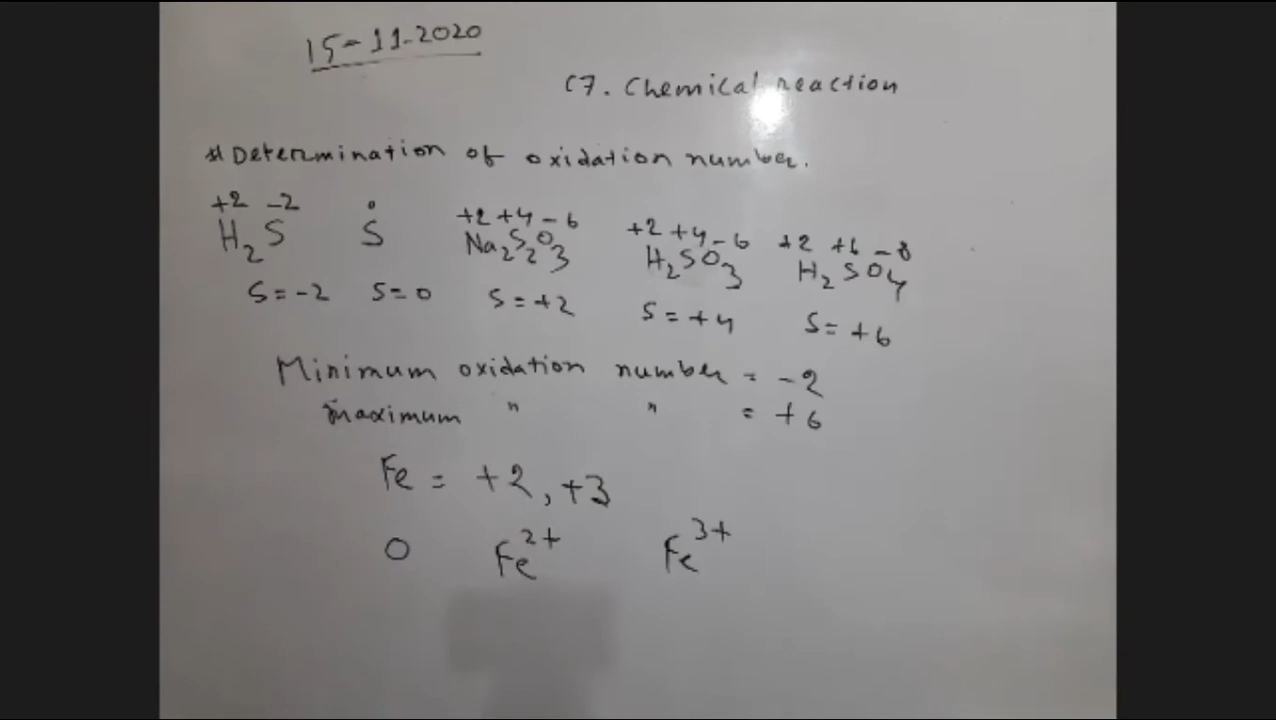 15-11-2020
C7. Chemical reaction
* Determination of oxidation number.
+2 -2 0 +2 +4 -6 +2 +4 -6 +2 +6 -8
H₂S S Na₂S₂O₃ H₂SO₃ H₂SO₄
S=-2 S=0 S=+2 S=+4 S=+6
Minimum oxidation number = -2
maximum " " = +6
Fe = +2, +3
0 Fe²⁺ Fe³⁺